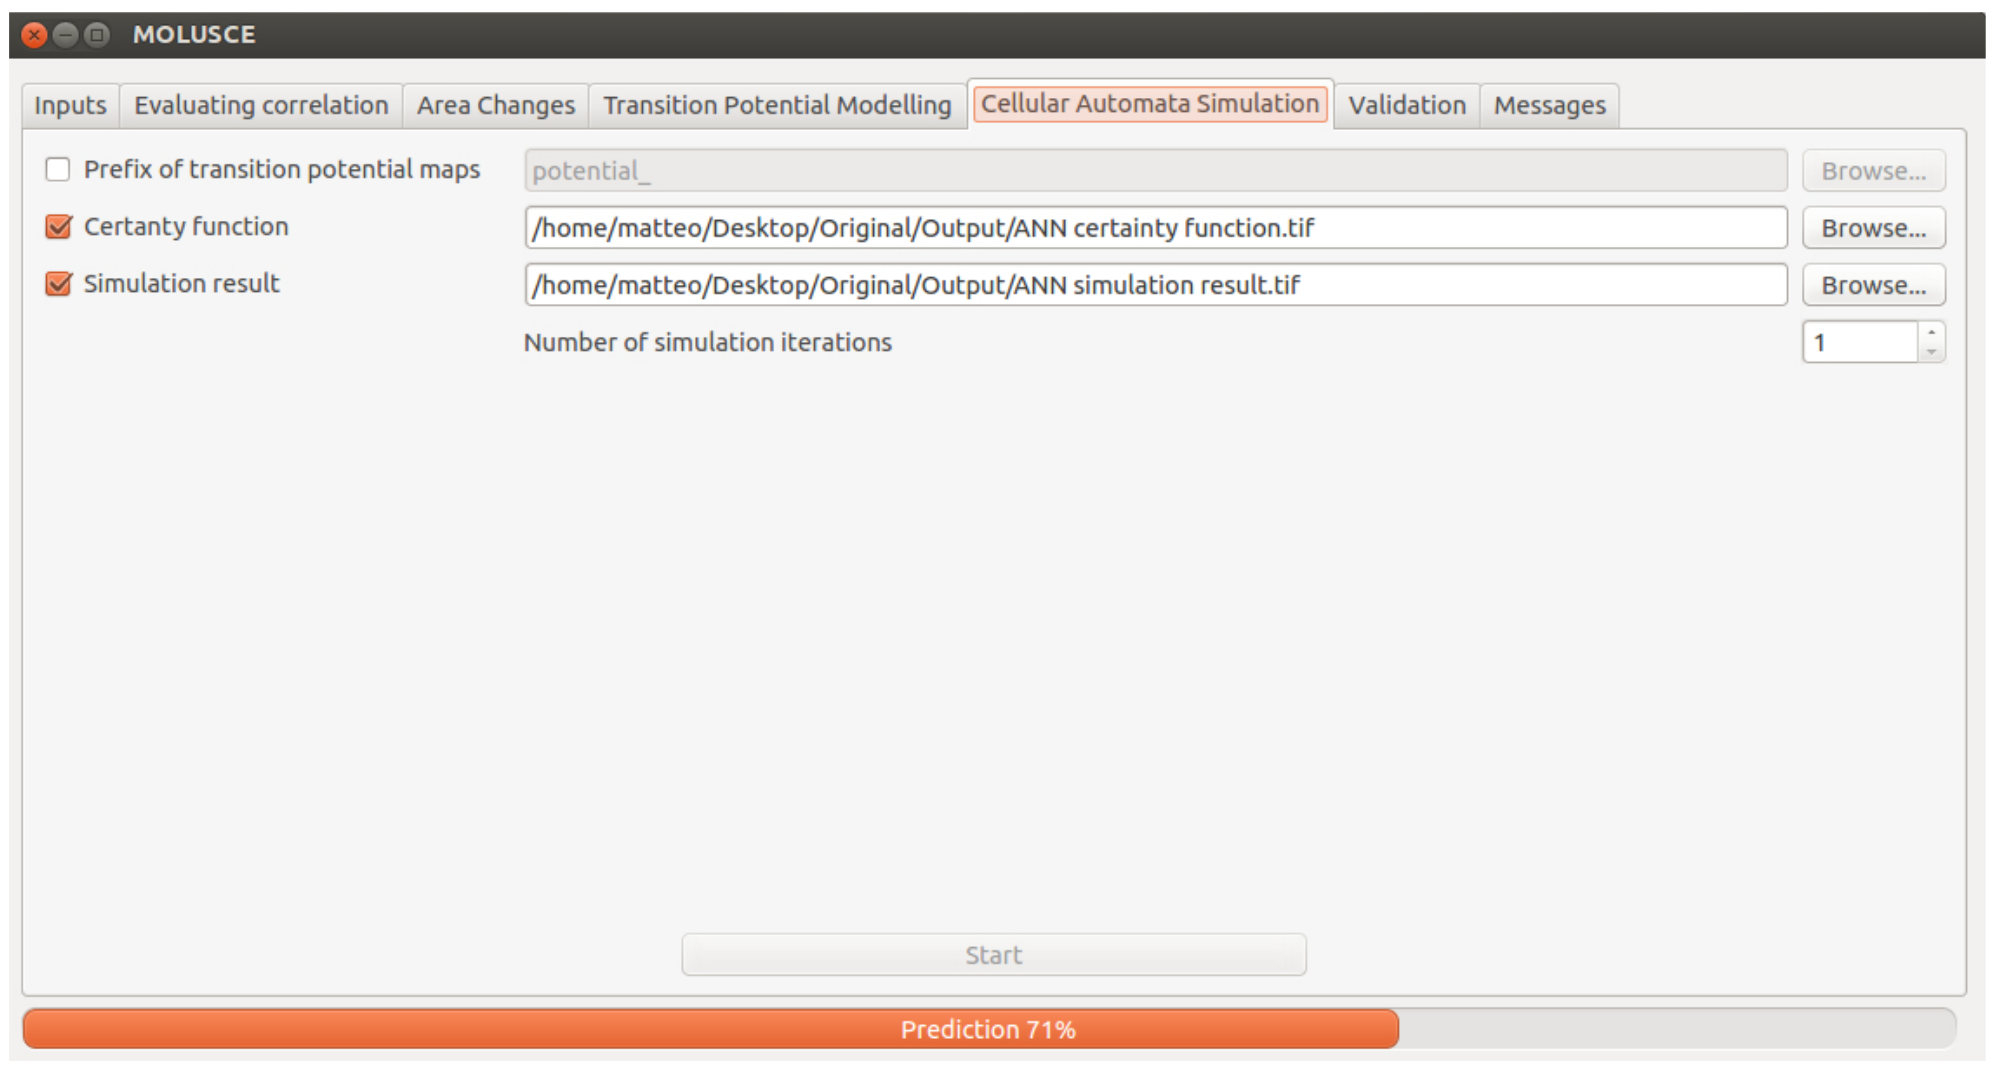 MOLUSCE
Inputs Evaluating correlation Area Changes Transition Potential Modelling Cellular Automata Simulation Validation Messages
Prefix of transition potential maps potential_ Browse...
Certanty function /home/matteo/Desktop/Original/Output/ANN certainty function.tif Browse...
Simulation result /home/matteo/Desktop/Original/Output/ANN simulation result.tif Browse...
Number of simulation iterations 1
Start
Prediction 71%